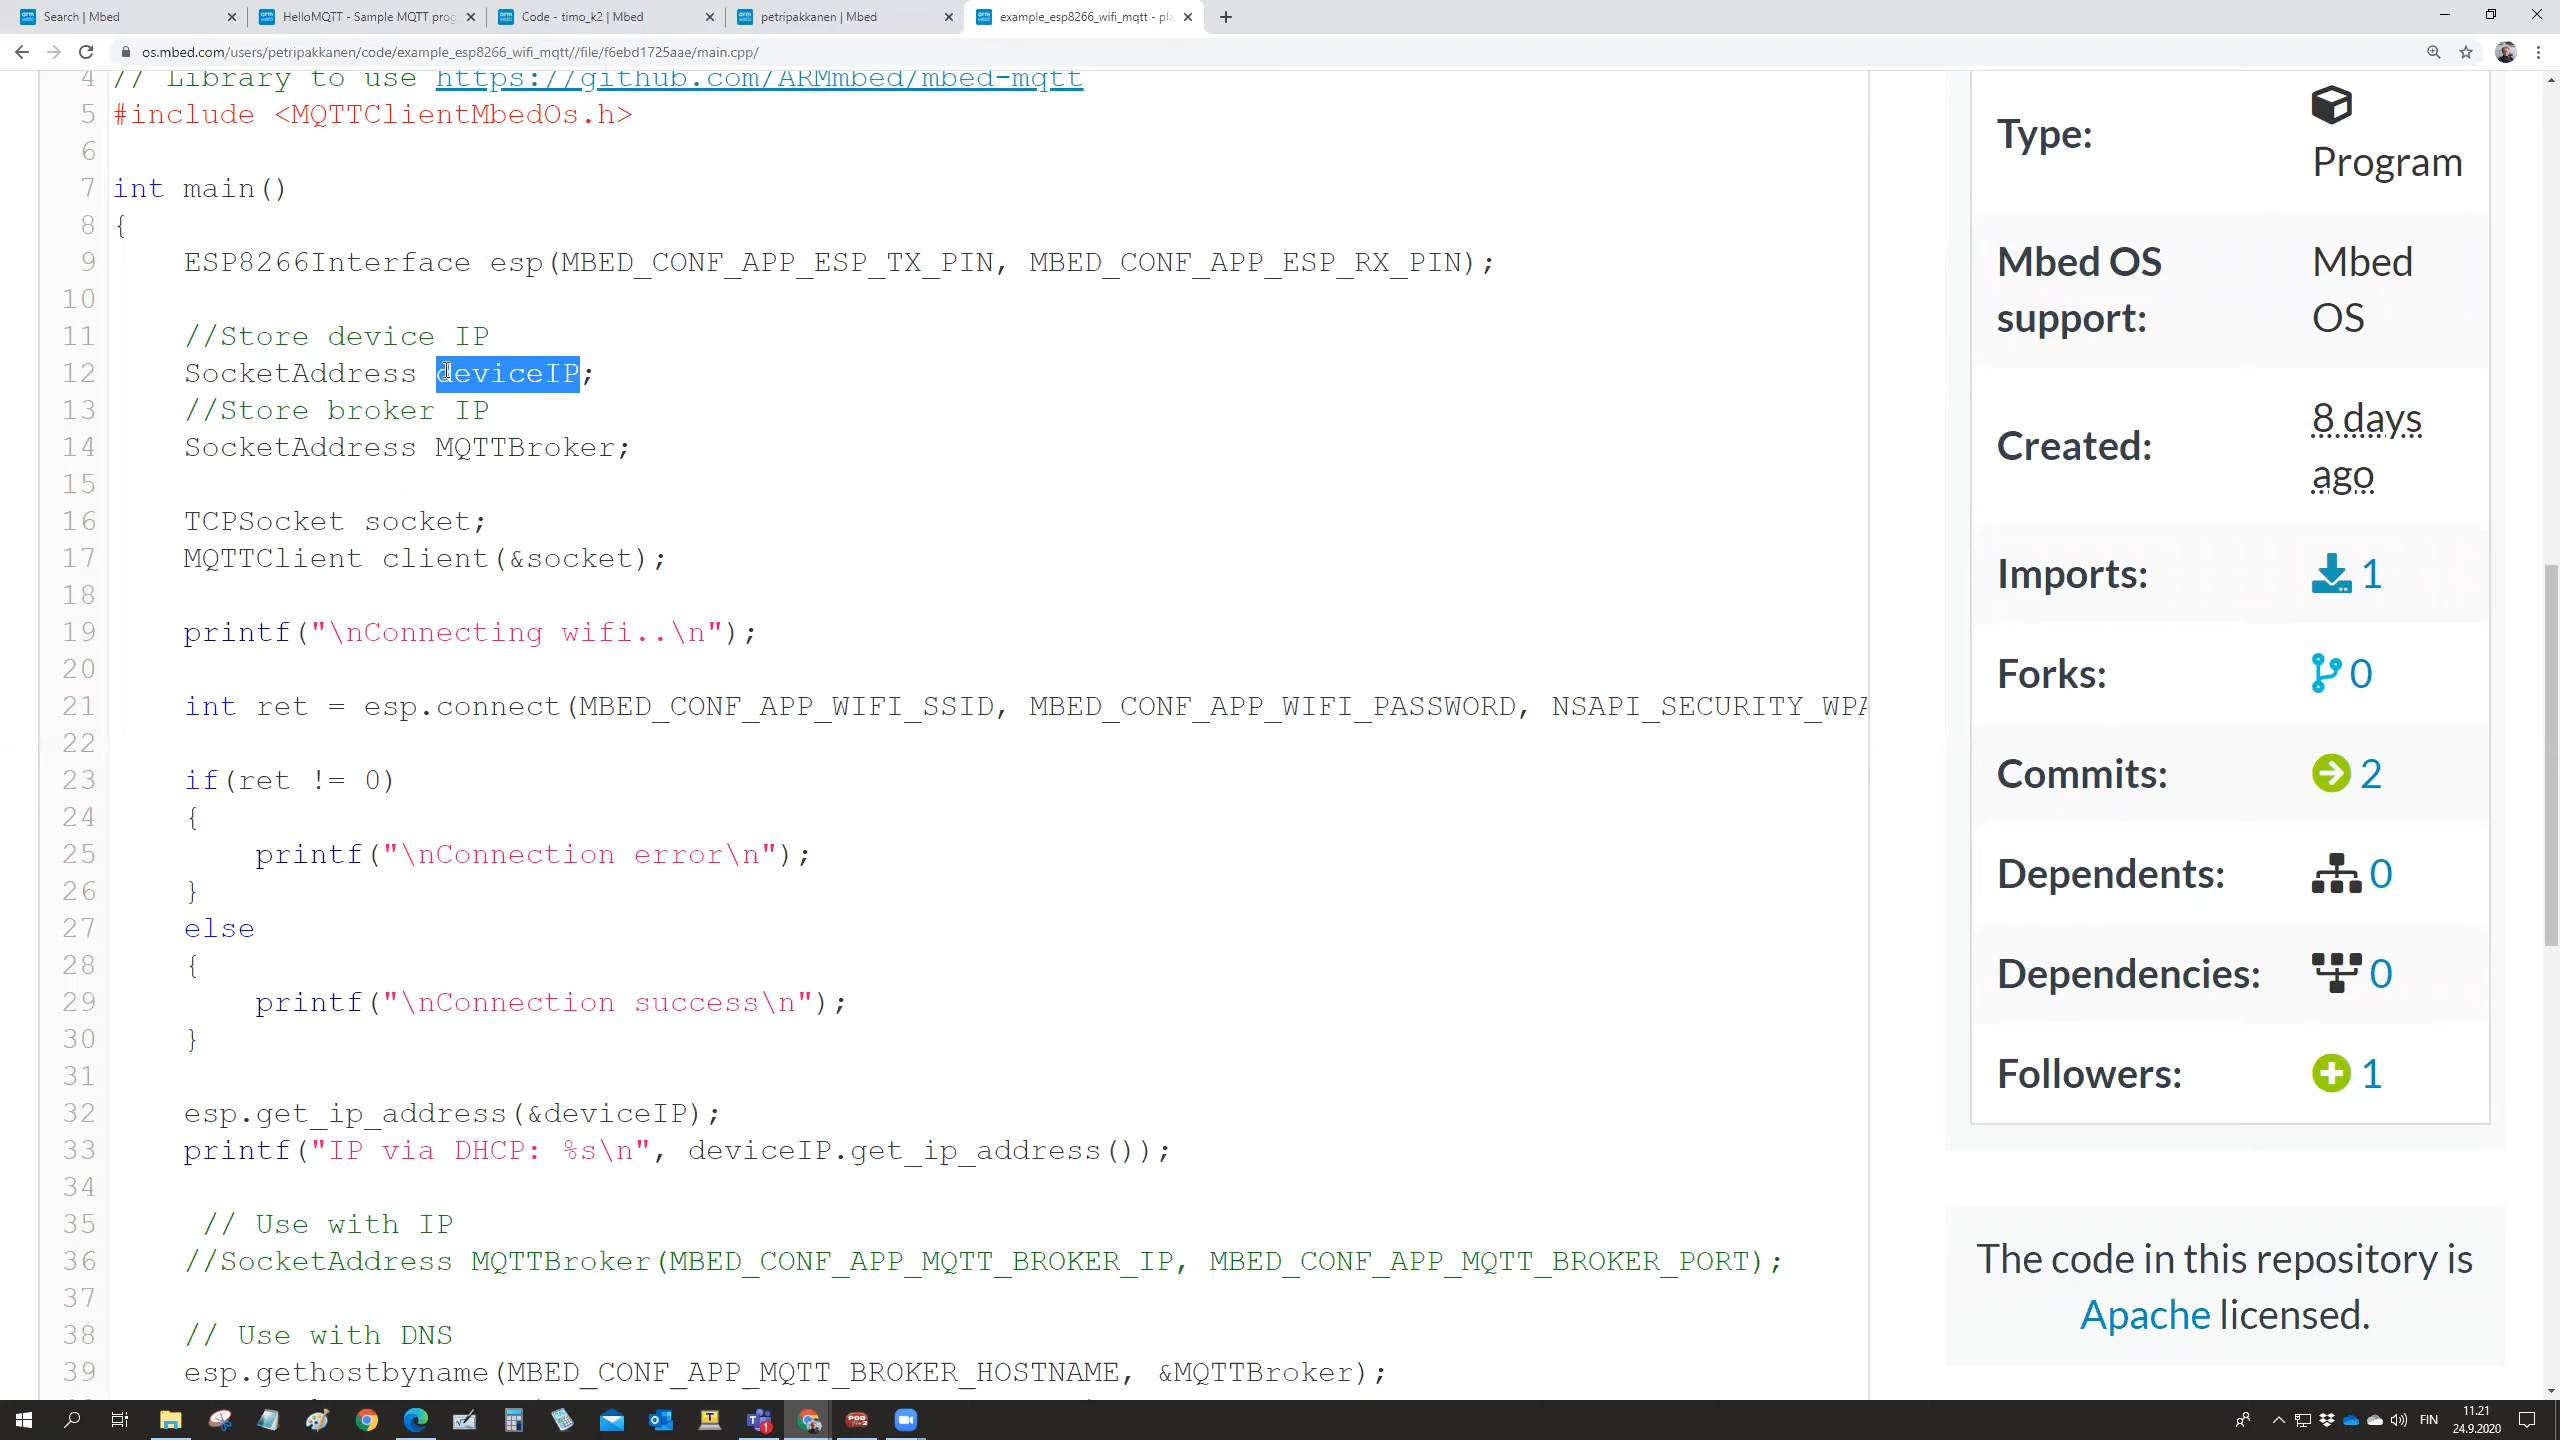 Search | Mbed
HelloMQTT - Sample MQTT prog
Code - timo_k2 | Mbed
petripakkanen | Mbed
example_esp8266_wifi_mqtt - pla
os.mbed.com/users/petripakkanen/code/example_esp8266_wifi_mqtt//file/f6ebd1725aae/main.cpp/
4 // Library to use https://github.com/ARMmbed/mbed-mqtt
5 #include <MQTTClientMbedOs.h>
6
7 int main()
8 {
9 ESP8266Interface esp(MBED_CONF_APP_ESP_TX_PIN, MBED_CONF_APP_ESP_RX_PIN);
10
11 //Store device IP
12 SocketAddress deviceIP;
13 //Store broker IP
14 SocketAddress MQTTBroker;
15
16 TCPSocket socket;
17 MQTTClient client(&socket);
18
19 printf("\nConnecting wifi..\n");
20
21 int ret = esp.connect(MBED_CONF_APP_WIFI_SSID, MBED_CONF_APP_WIFI_PASSWORD, NSAPI_SECURITY_WPA
22
23 if(ret != 0)
24 {
25 printf("\nConnection error\n");
26 }
27 else
28 {
29 printf("\nConnection success\n");
30 }
31
32 esp.get_ip_address(&deviceIP);
33 printf("IP via DHCP: %s\n", deviceIP.get_ip_address());
34
35 // Use with IP
36 //SocketAddress MQTTBroker(MBED_CONF_APP_MQTT_BROKER_IP, MBED_CONF_APP_MQTT_BROKER_PORT);
37
38 // Use with DNS
39 esp.gethostbyname(MBED_CONF_APP_MQTT_BROKER_HOSTNAME, &MQTTBroker);
Type: Program
Mbed OS support: Mbed OS
Created: 8 days ago
Imports: 1
Forks: 0
Commits: 2
Dependents: 0
Dependencies: 0
Followers: 1
The code in this repository is
Apache licensed.
FIN
11.21
24.9.2020